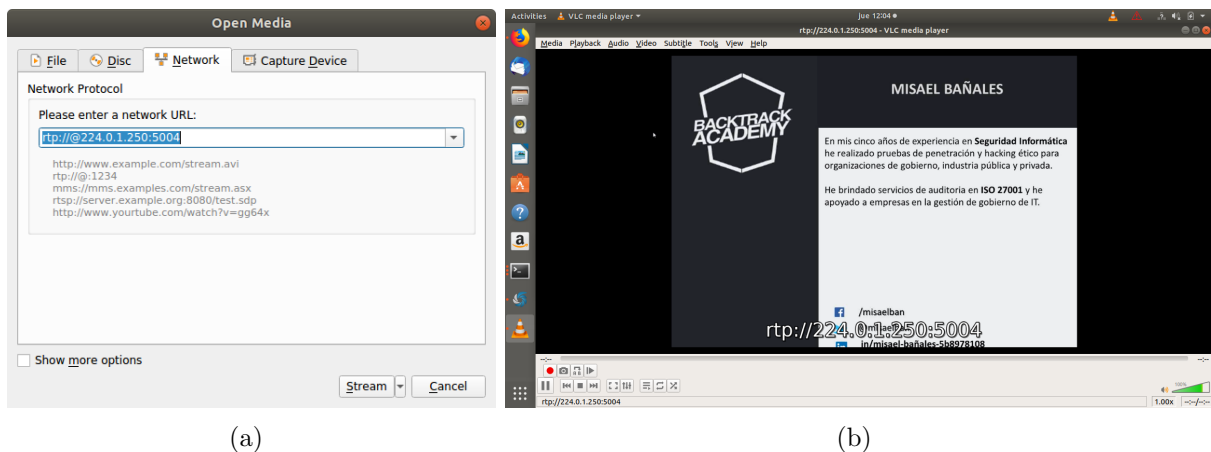 Open Media
File
Disc
Network
Capture Device
Network Protocol
Please enter a network URL:
rtp://@224.0.1.250:5004
http://www.example.com/stream.avi
rtp://@:1234
mms://mms.examples.com/stream.asx
rtsp://server.example.org:8080/test.sdp
http://www.yourtube.com/watch?v=gg64x
Show more options
Stream
Cancel
(a)
Activities
VLC media player
Jue 12:04
rtp://224.0.1.250:5004 - VLC media player
Media Playback Audio Video Subtitle Tools View Help
BACKTRACK
ACADEMY
MISAEL BAÑALES
En mis cinco años de experiencia en Seguridad Informática
he realizado pruebas de penetración y hacking ético para
organizaciones de gobierno, industria pública y privada.
He brindado servicios de auditoria en ISO 27001 y he
apoyado a empresas en la gestión de gobierno de IT.
/misaelban
rtp://224.0.1.250:5004
in/misael-bañales-5b8978108
--:--
--:--
100%
rtp://224.0.1.250:5004
1.00x
--:--/--:--
(b)